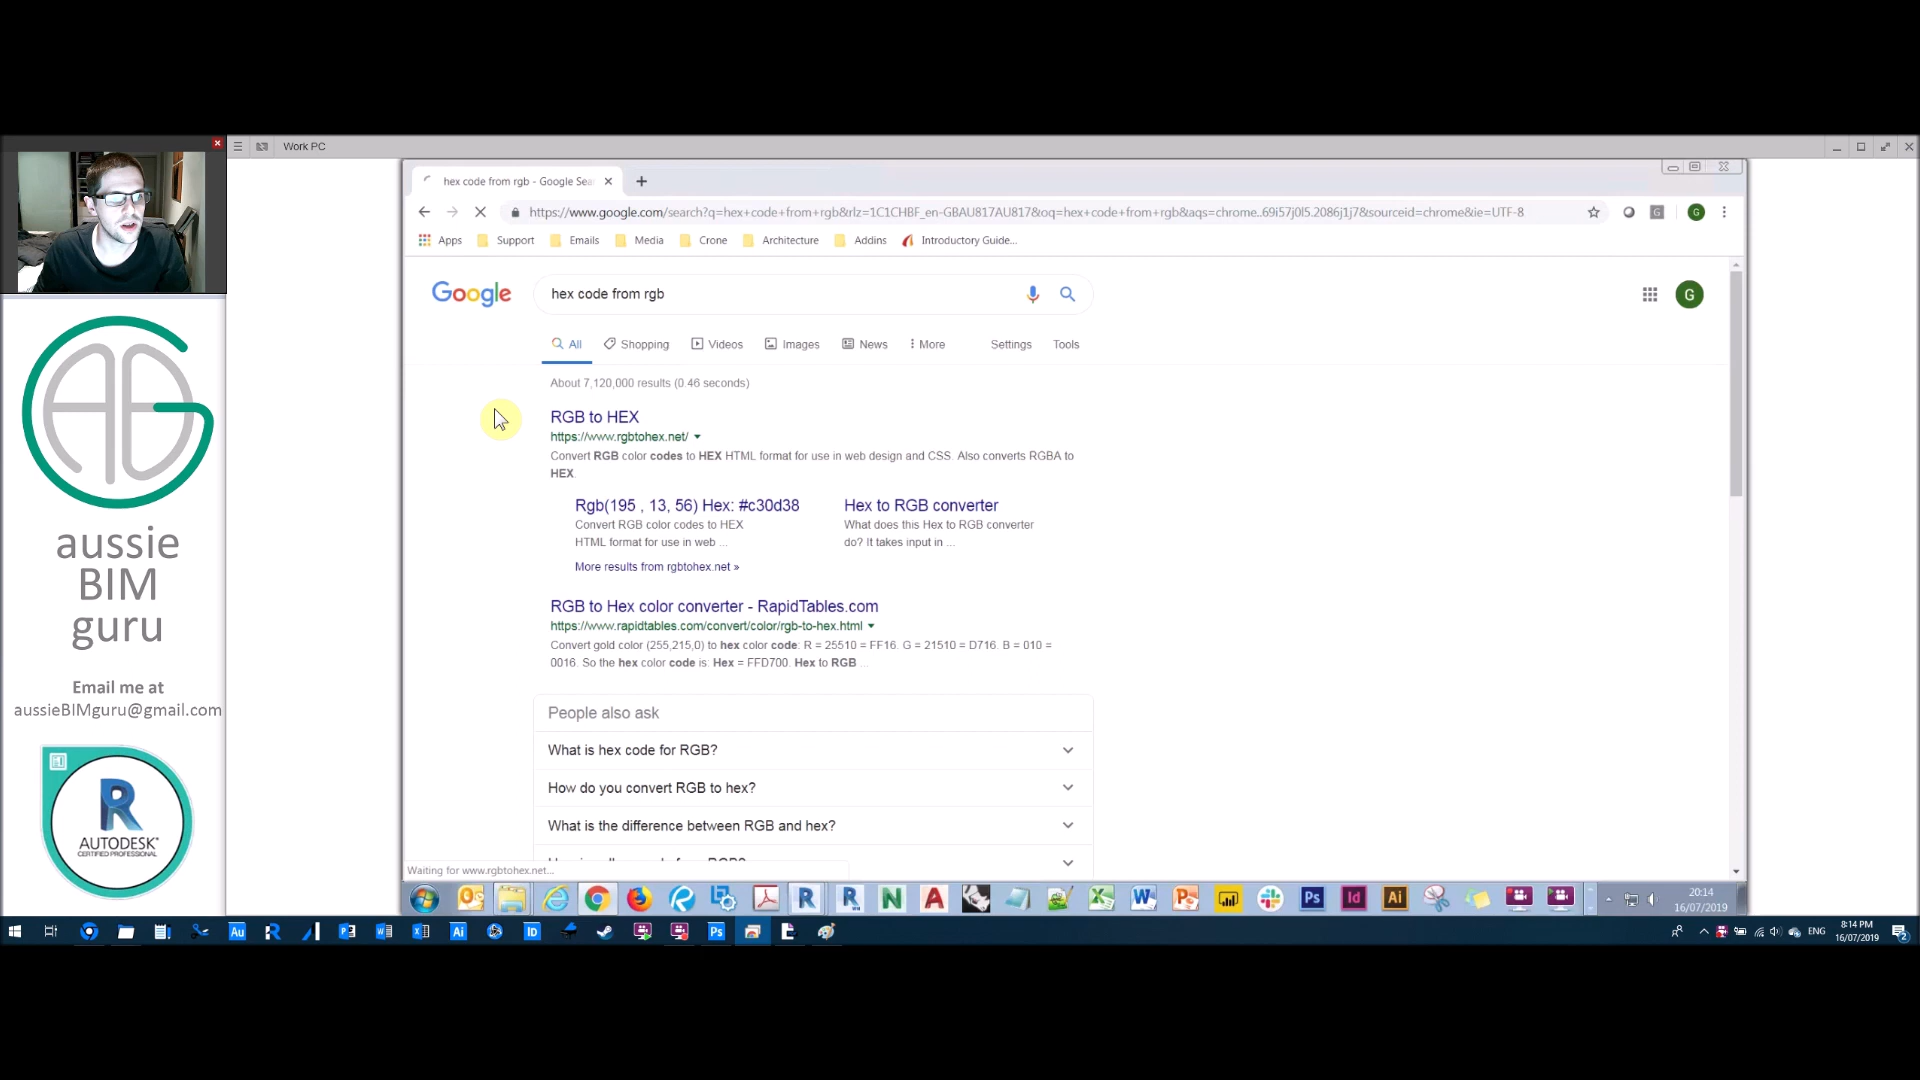 Work PC
hex code from rgb - Google Sear
https://www.google.com/search?q=hex+code+from+rgb&rlz=1C1CHBF_en-GBAU817AU817&oq=hex+code+from+rgb&aqs=chrome..69i57j0l5.2086j1j7&sourceid=chrome&ie=UTF-8
Apps Support Emails Media Crone Architecture Addins Introductory Guide...
Google
hex code from rgb
G
All Shopping Videos Images News More Settings Tools
About 7,120,000 results (0.46 seconds)
RGB to HEX
https://www.rgbtohex.net/
Convert RGB color codes to HEX HTML format for use in web design and CSS. Also converts RGBA to
HEX.
Rgb(195 , 13, 56) Hex: #c30d38
Convert RGB color codes to HEX
HTML format for use in web ...
Hex to RGB converter
What does this Hex to RGB converter
do? It takes input in ...
More results from rgbtohex.net »
RGB to Hex color converter - RapidTables.com
https://www.rapidtables.com/convert/color/rgb-to-hex.html
Convert gold color (255,215,0) to hex color code: R = 25510 = FF16. G = 21510 = D716. B = 010 =
0016. So the hex color code is: Hex = FFD700. Hex to RGB ...
People also ask
What is hex code for RGB?
How do you convert RGB to hex?
What is the difference between RGB and hex?
Waiting for www.rgbtohex.net...
20:14
16/07/2019
8:14 PM
ENG
16/07/2019
aussie
BIM
guru
Email me at
aussieBIMguru@gmail.com
R
AUTODESK
CERTIFIED PROFESSIONAL